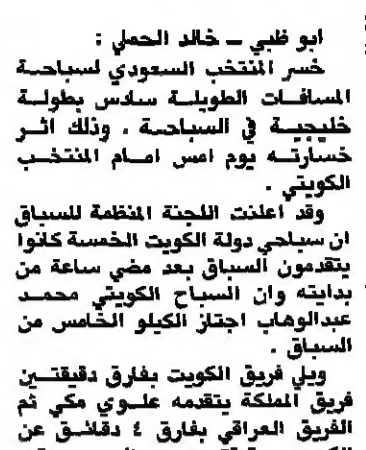 ابو ظبي ــ خالد الحملي :
خسر المنتخب السعودي لسباحة
المسافات الطويلة سادس بطولة
خليجية في السباحة . وذلك اثر
خسارته يوم امس امام المنتخب
الكويتي .
وقد اعلنت اللجنة المنظمة للسباق
ان سباحي دولة الكويت الخمسة كانوا
يتقدمون السباق بعد مضي ساعة من
بدايته وان السباح الكويتي محمد
عبدالوهاب اجتاز الكيلو الخامس من
السباق .
ويلي فريق الكويت بفارق دقيقتين
فريق المملكة يتقدمه علوي مكي ثم
الفريق العراقي بفارق ٤ دقائق عن